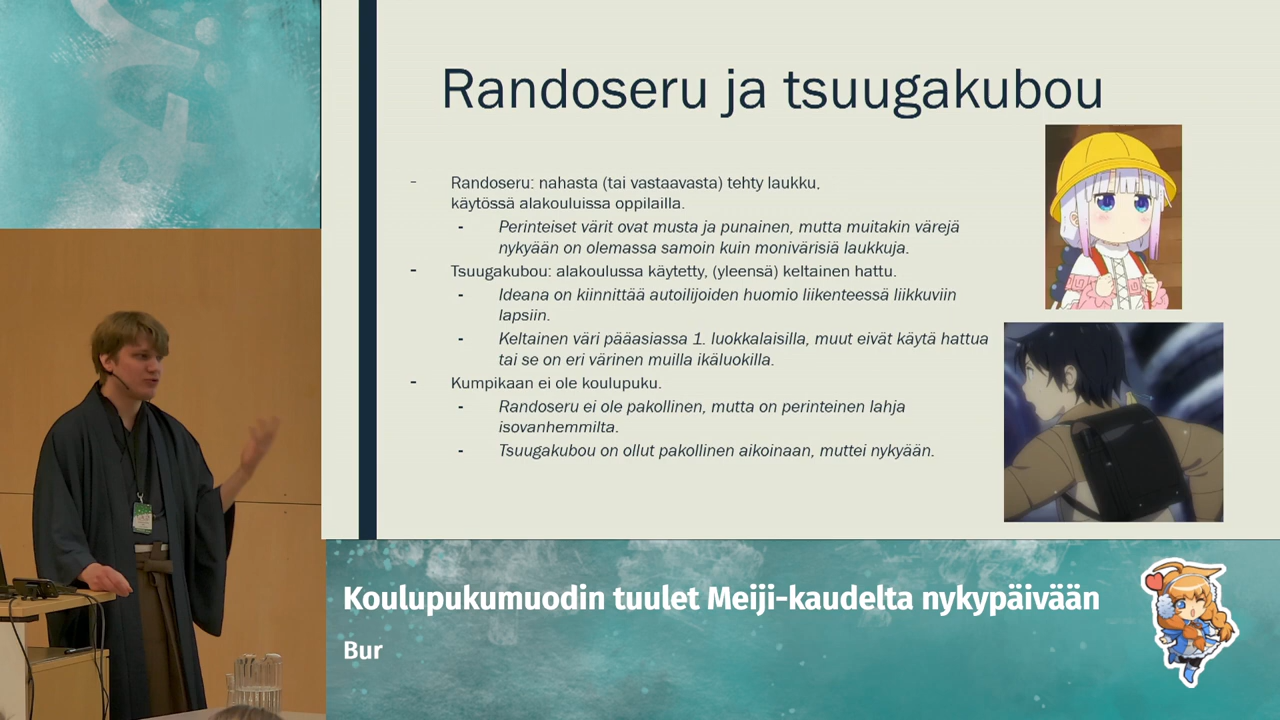 Randoseru ja tsuugakubou
- Randoseru: nahasta (tai vastaavasta) tehty laukku,
käytössä alakouluissa oppilailla.
- Perinteiset värit ovat musta ja punainen, mutta muitakin värejä
nykyään on olemassa samoin kuin monivärisiä laukkuja.
- Tsuugakubou: alakoulussa käytetty, (yleensä) keltainen hattu.
- Ideana on kiinnittää autoilijoiden huomio liikenteessä liikkuviin
lapsiin.
- Keltainen väri pääasiassa 1. luokkalaisilla, muut eivät käytä hattua
tai se on eri värinen muilla ikäluokilla.
- Kumpikaan ei ole koulupuku.
- Randoseru ei ole pakollinen, mutta on perinteinen lahja
isovanhemmilta.
- Tsuugakubou on ollut pakollinen aikoinaan, muttei nykyään.
Koulupukumuodin tuulet Meiji-kaudelta nykypäivään
Bur